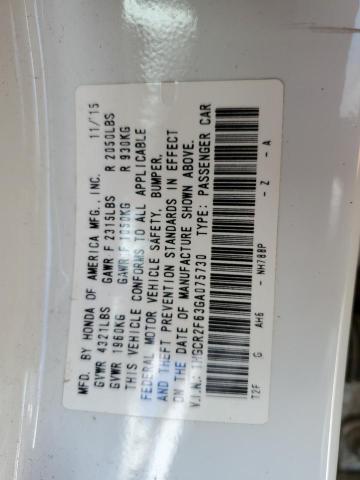 MFD. BY HONDA OF AMERICA MFG., INC. 11/15
GVWR 4321LBS GAWR F 2315LBS R 2050LBS
GVWR 1960KG GAWR F 1050KG R 930KG
THIS VEHICLE CONFORMS TO ALL APPLICABLE
FEDERAL MOTOR VEHICLE SAFETY, BUMPER,
AND THEFT PREVENTION STANDARDS IN EFFECT
ON THE DATE OF MANUFACTURE SHOWN ABOVE.
V.I.N.: 1HGCR2F63GA075730 TYPE: PASSENGER CAR
T2F G AH6 NH788P - Z - A